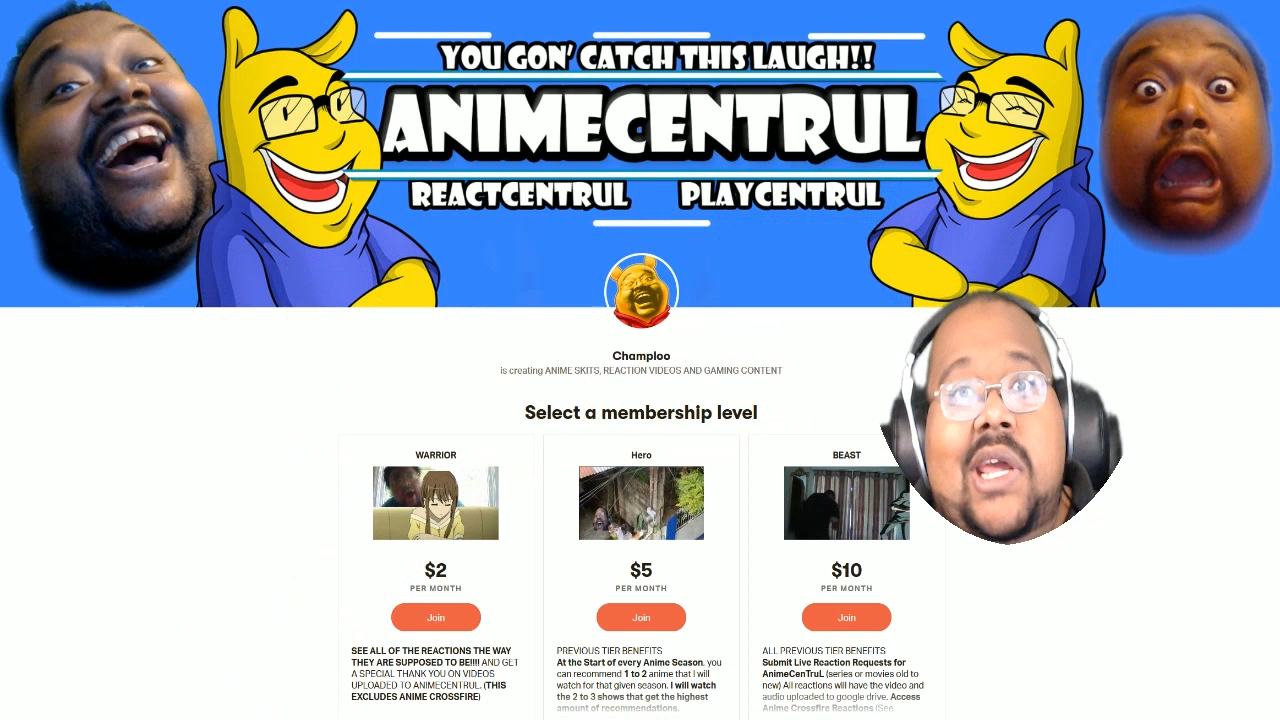 YOU GON' CATCH THIS LAUGH!!
ANIMECENTRUL
REACTCENTRUL PLAYCENTRUL
Champloo
is creating ANIME SKITS, REACTION VIDEOS AND GAMING CONTENT
Select a membership level
WARRIOR
$2
PER MONTH
Join
SEE ALL OF THE REACTIONS THE WAY
THEY ARE SUPPOSED TO BE!!!! AND GET
A SPECIAL THANK YOU ON VIDEOS
UPLOADED TO ANIMECENTRUL. (THIS
EXCLUDES ANIME CROSSFIRE)
Hero
$5
PER MONTH
Join
PREVIOUS TIER BENEFITS
At the Start of every Anime Season, you
can recommend 1 to 2 anime that I will
watch for that given season. I will watch
the 2 to 3 shows that get the highest
amount of recommendations.
BEAST
$10
PER MONTH
Join
ALL PREVIOUS TIER BENEFITS
Submit Live Reaction Requests for
AnimeCenTruL (series or movies old to
new) All reactions will have the video and
audio uploaded to google drive. Access
Anime Crossfire Reactions (See